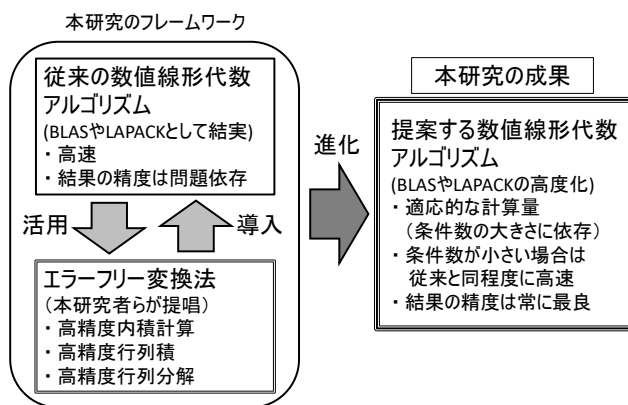 本研究のフレームワーク
従来の数値線形代数
アルゴリズム
(BLASやLAPACKとして結実)
・高速
・結果の精度は問題依存
活用
導入
エラーフリー変換法
(本研究者らが提唱)
・高精度内積計算
・高精度行列積
・高精度行列分解
進化
本研究の成果
提案する数値線形代数
アルゴリズム
(BLASやLAPACKの高度化)
・適応的な計算量
(条件数の大きさに依存)
・条件数が小さい場合は
従来と同程度に高速
・結果の精度は常に最良